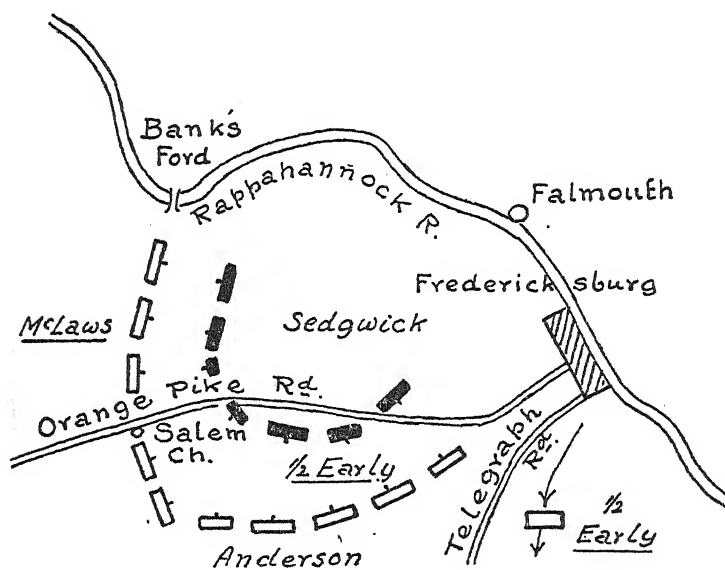 Bank's
Ford
Rappahannock R.
Falmouth
Fredericksburg
McLaws
Sedgwick
Orange Pike Rd.
Salem
Ch.
1/2 Early
Telegraph Rd.
1/2
Early
Anderson